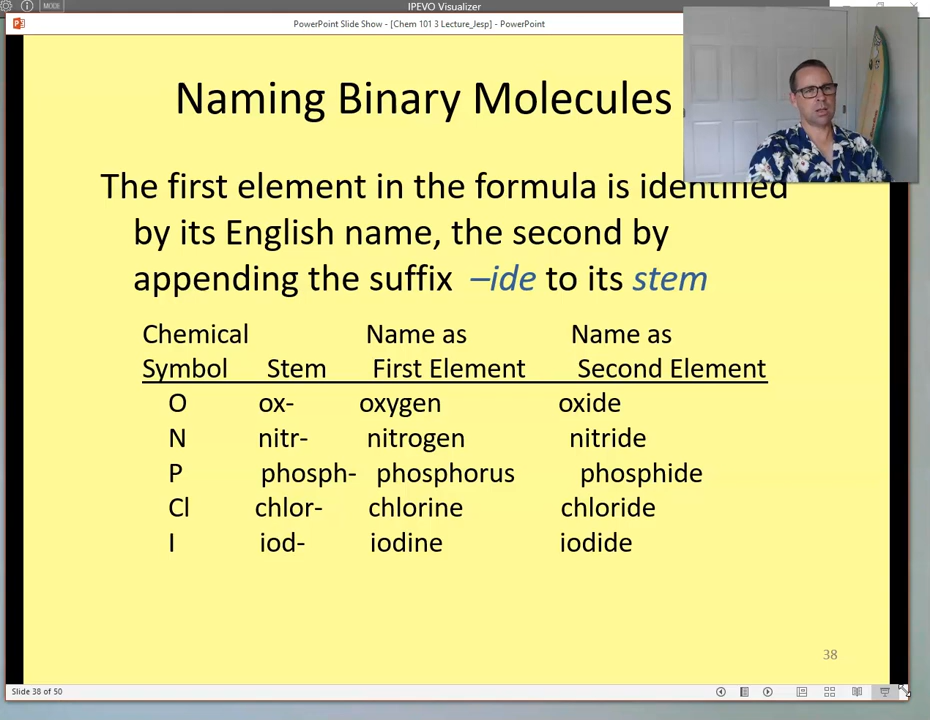 IPEVO Visualizer
MODE
PowerPoint Slide Show - [Chem 101 3 Lecture_Jesp] - PowerPoint
Naming Binary Molecules
The first element in the formula is identified
by its English name, the second by
appending the suffix –ide to its stem
Chemical Name as Name as
Symbol Stem First Element Second Element
O ox- oxygen oxide
N nitr- nitrogen nitride
P phosph- phosphorus phosphide
Cl chlor- chlorine chloride
I iod- iodine iodide
38
Slide 38 of 50